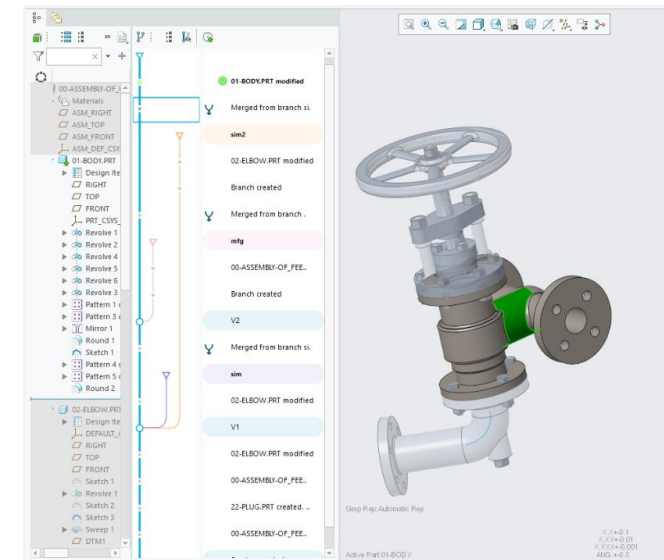 00-ASSEMBLY-OF_
Materials
ASM_RIGHT
ASM_TOP
ASM_FRONT
ASM_DEF_CSY
01-BODY.PRT
Design Ite
RIGHT
TOP
FRONT
PRT_CSYS_
Revolve 1
Revolve 2
Revolve 4
Revolve 5
Revolve 6
Revolve 3
Pattern 1 
Pattern 3 
Mirror 1
Round 1
Sketch 1
Pattern 4 
Pattern 5 
Round 2
02-ELBOW.PRT
Design Ite
DEFAULT_
RIGHT
TOP
FRONT
Sketch 1
Revolve 1
Sketch 2
Sketch 3
Sweep 1
DTM1
01-BODY.PRT modified
Merged from branch si.
sim2
02-ELBOW.PRT modified
Branch created
Merged from branch .
mfg
00-ASSEMBLY-OF_FEE..
Branch created
V2
Merged from branch si.
sim
02-ELBOW.PRT modified
V1
02-ELBOW.PRT modified
00-ASSEMBLY-OF_FEE..
22-PLUG.PRT created. ..
00-ASSEMBLY-OF_FEE..
Simp Rep:Automatic Rep
Active Part:01-BODY
X.X+-0.1
X.XX+-0.01
X.XXX+-0.001
ANG.+-0.5